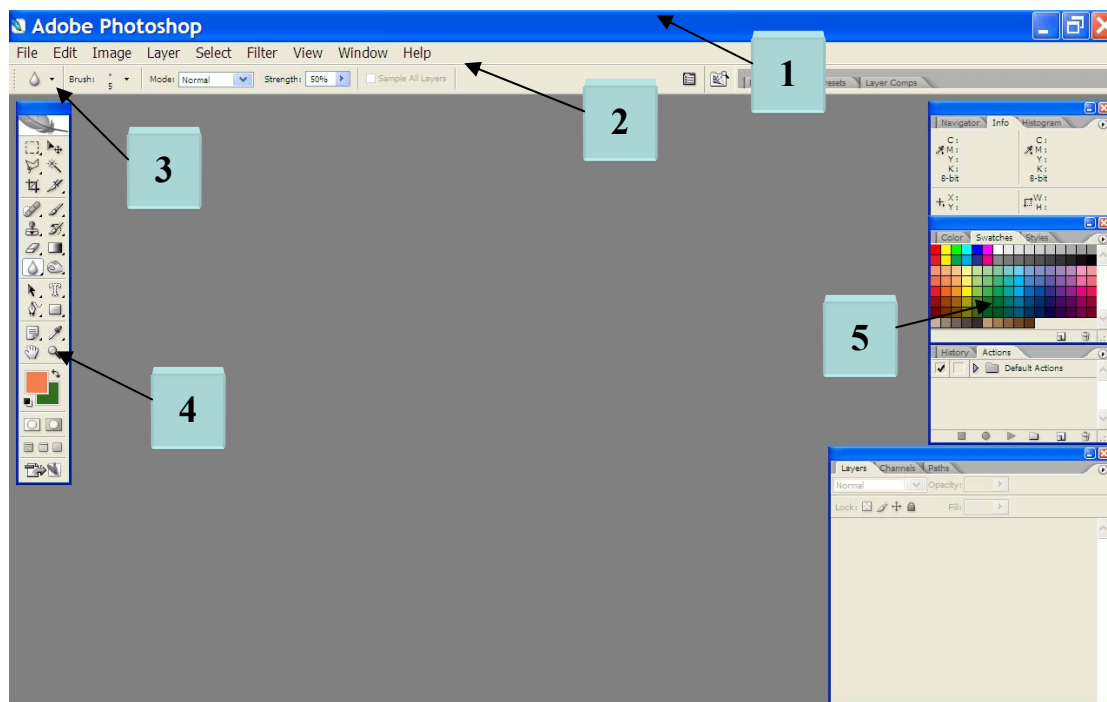 Adobe Photoshop
File Edit Image Layer Select Filter View Window Help
Brush: 5 Mode: Normal Strength: 50% Sample All Layers Layer Comps
1
2
3
Navigator Info Histogram
C: C:
M: M:
Y: Y:
K: K:
8-bit 8-bit
X: W:
Y: H:
Color Swatches Styles
5
History Actions
Default Actions
4
Layers Channels Paths
Normal Opacity:
Lock: Fill: